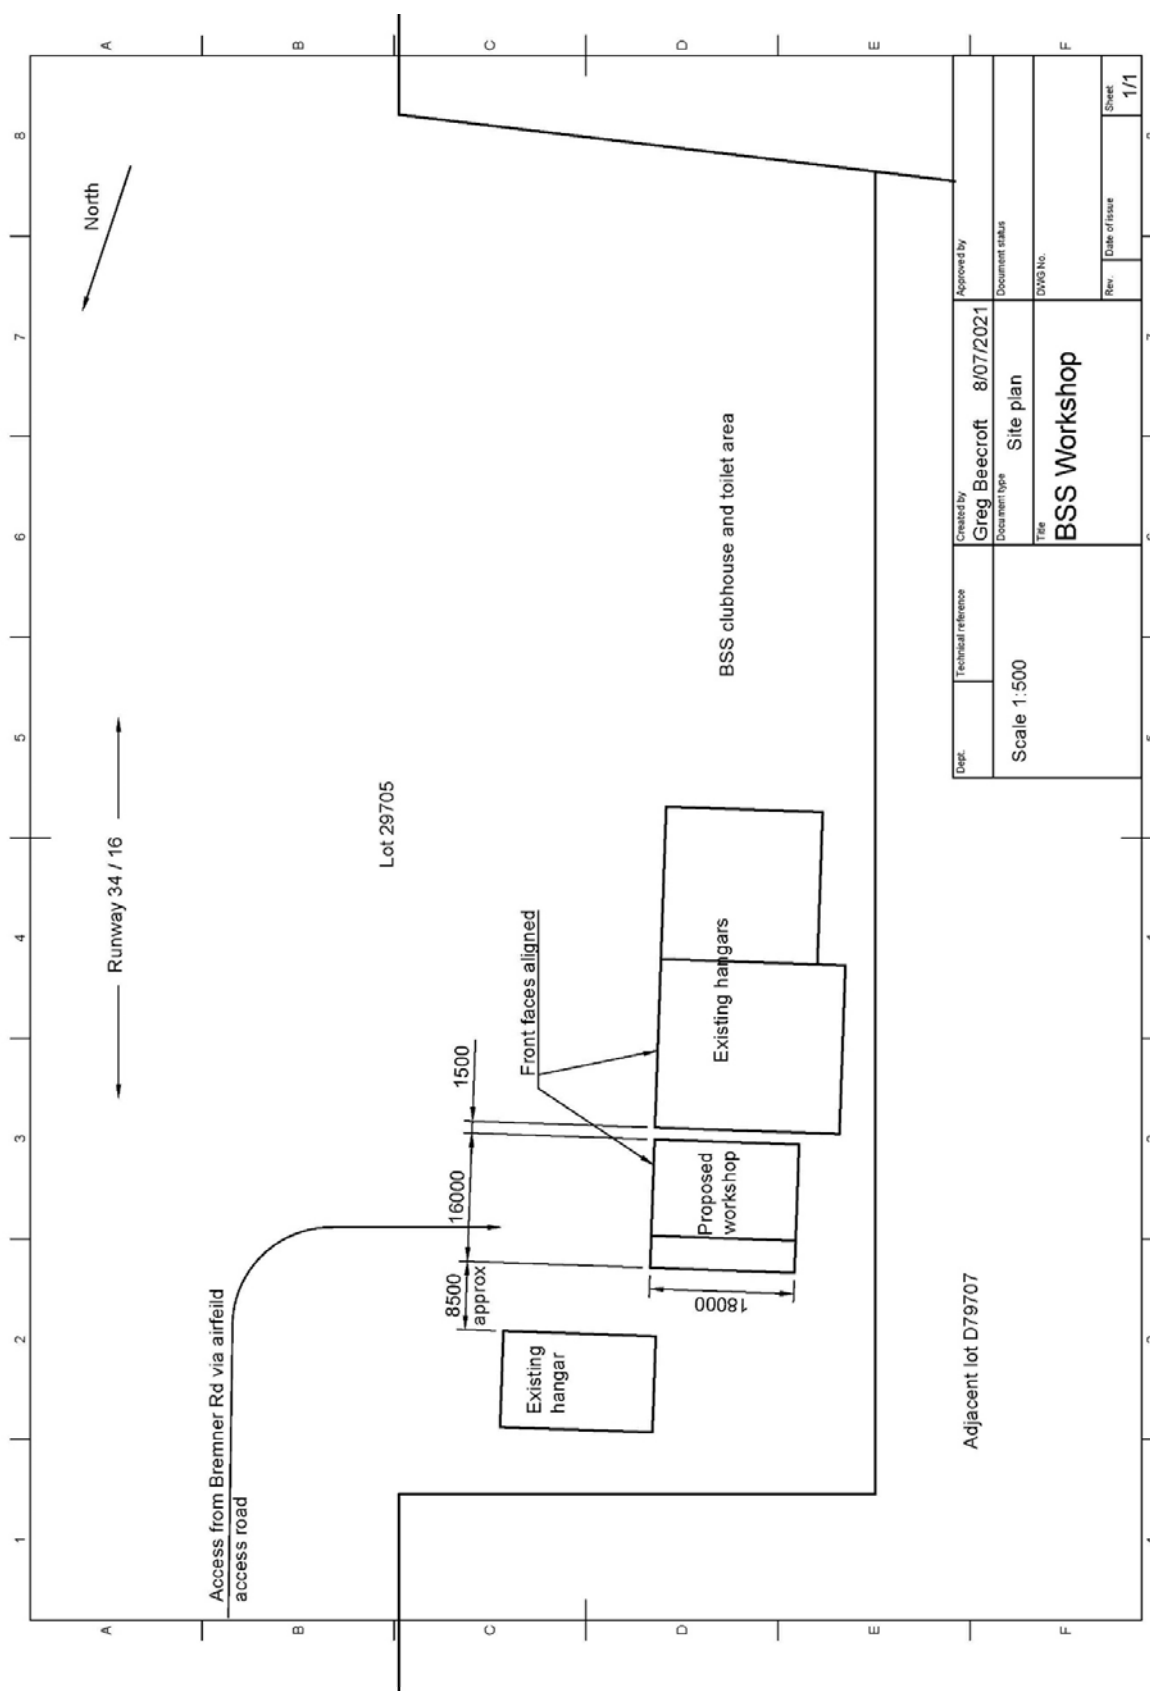 1
2
3
4
5
6
7
8
A
A
B
B
C
C
D
D
E
E
F
F
North
Runway 34 / 16
Access from Bremner Rd via airfeild
access road
Lot 29705
8500
approx
16000
1500
Front faces aligned
Existing
hangar
18000
Proposed
workshop
Existing hangars
BSS clubhouse and toilet area
Adjacent lot D79707
Dept.
Technical reference
Created by
Greg Beecroft 8/07/2021
Approved by
Scale 1:500
Document type
Site plan
Document status
Title
BSS Workshop
DWG No.
Rev.
Date of issue
Sheet
1/1